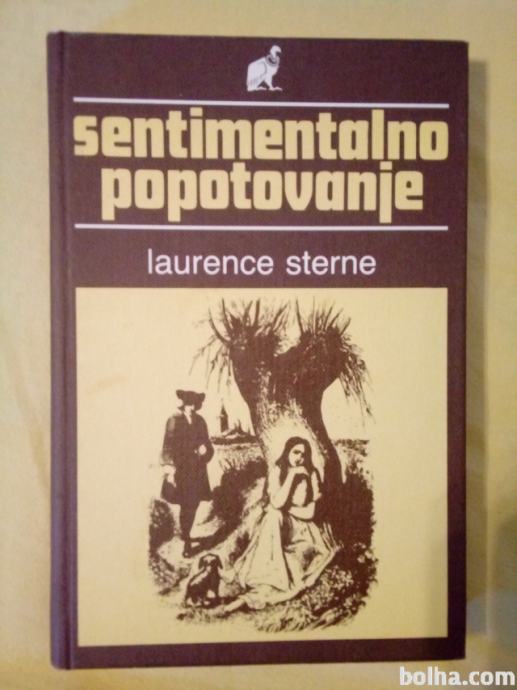 sentimentalno
popotovanje
laurence sterne
bolha.com